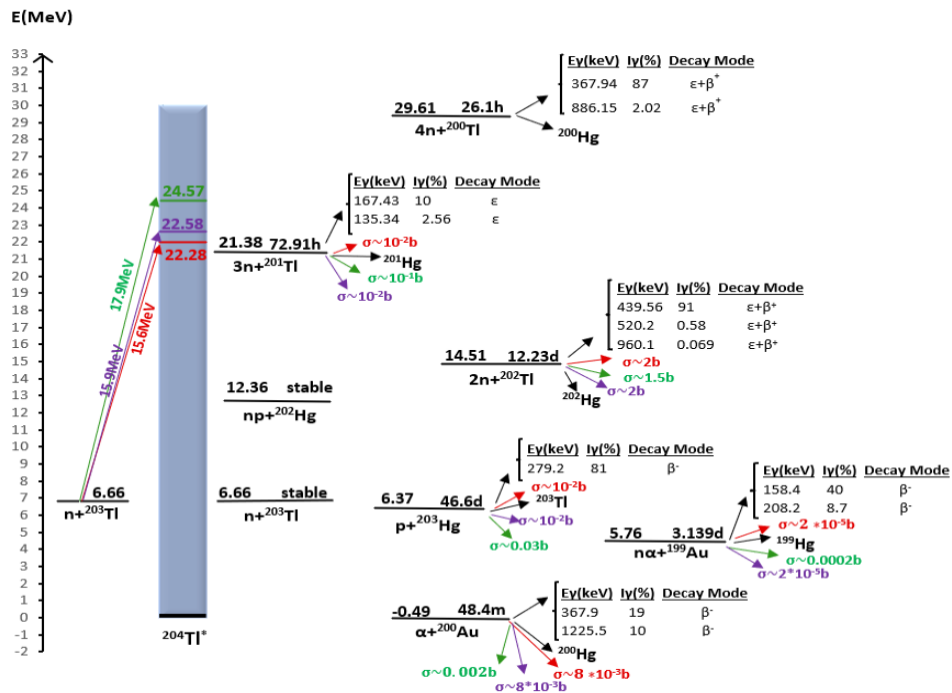 E(MeV)
33
32
31
30
29
28
27
26
25
24
23
22
21
20
19
18
17
16
15
14
13
12
11
10
9
8
7
6
5
4
3
2
1
0
-1
-2
6.66
n+²⁰³Tl
17.9MeV
15.9MeV
15.6MeV
24.57
22.58
22.28
²⁰⁴Tl*
29.61 26.1h
4n+²⁰⁰Tl
Eγ(keV) Iγ(%) Decay Mode
367.94 87 ε+β⁺
886.15 2.02 ε+β⁺
²⁰⁰Hg
21.38 72.91h
3n+²⁰¹Tl
Eγ(keV) Iγ(%) Decay Mode
167.43 10 ε
135.34 2.56 ε
σ~10⁻²b
²⁰¹Hg
σ~10⁻¹b
σ~10⁻²b
14.51 12.23d
2n+²⁰²Tl
Eγ(keV) Iγ(%) Decay Mode
439.56 91 ε+β⁺
520.2 0.58 ε+β⁺
960.1 0.069 ε+β⁺
σ~2b
σ~1.5b
σ~2b
²⁰²Hg
12.36 stable
np+²⁰²Hg
6.66 stable
n+²⁰³Tl
6.37 46.6d
p+²⁰³Hg
Eγ(keV) Iγ(%) Decay Mode
279.2 81 β⁻
σ~10⁻²b
²⁰³Tl
σ~10⁻²b
σ~0.03b
5.76 3.139d
nα+¹⁹⁹Au
Eγ(keV) Iγ(%) Decay Mode
158.4 40 β⁻
208.2 8.7 β⁻
σ~2 *10⁻⁵b
¹⁹⁹Hg
σ~0.0002b
σ~2*10⁻⁵b
-0.49 48.4m
α+²⁰⁰Au
Eγ(keV) Iγ(%) Decay Mode
367.9 19 β⁻
1225.5 10 β⁻
²⁰⁰Hg
σ~0.002b
σ~8*10⁻³b
σ~8 *10⁻³b